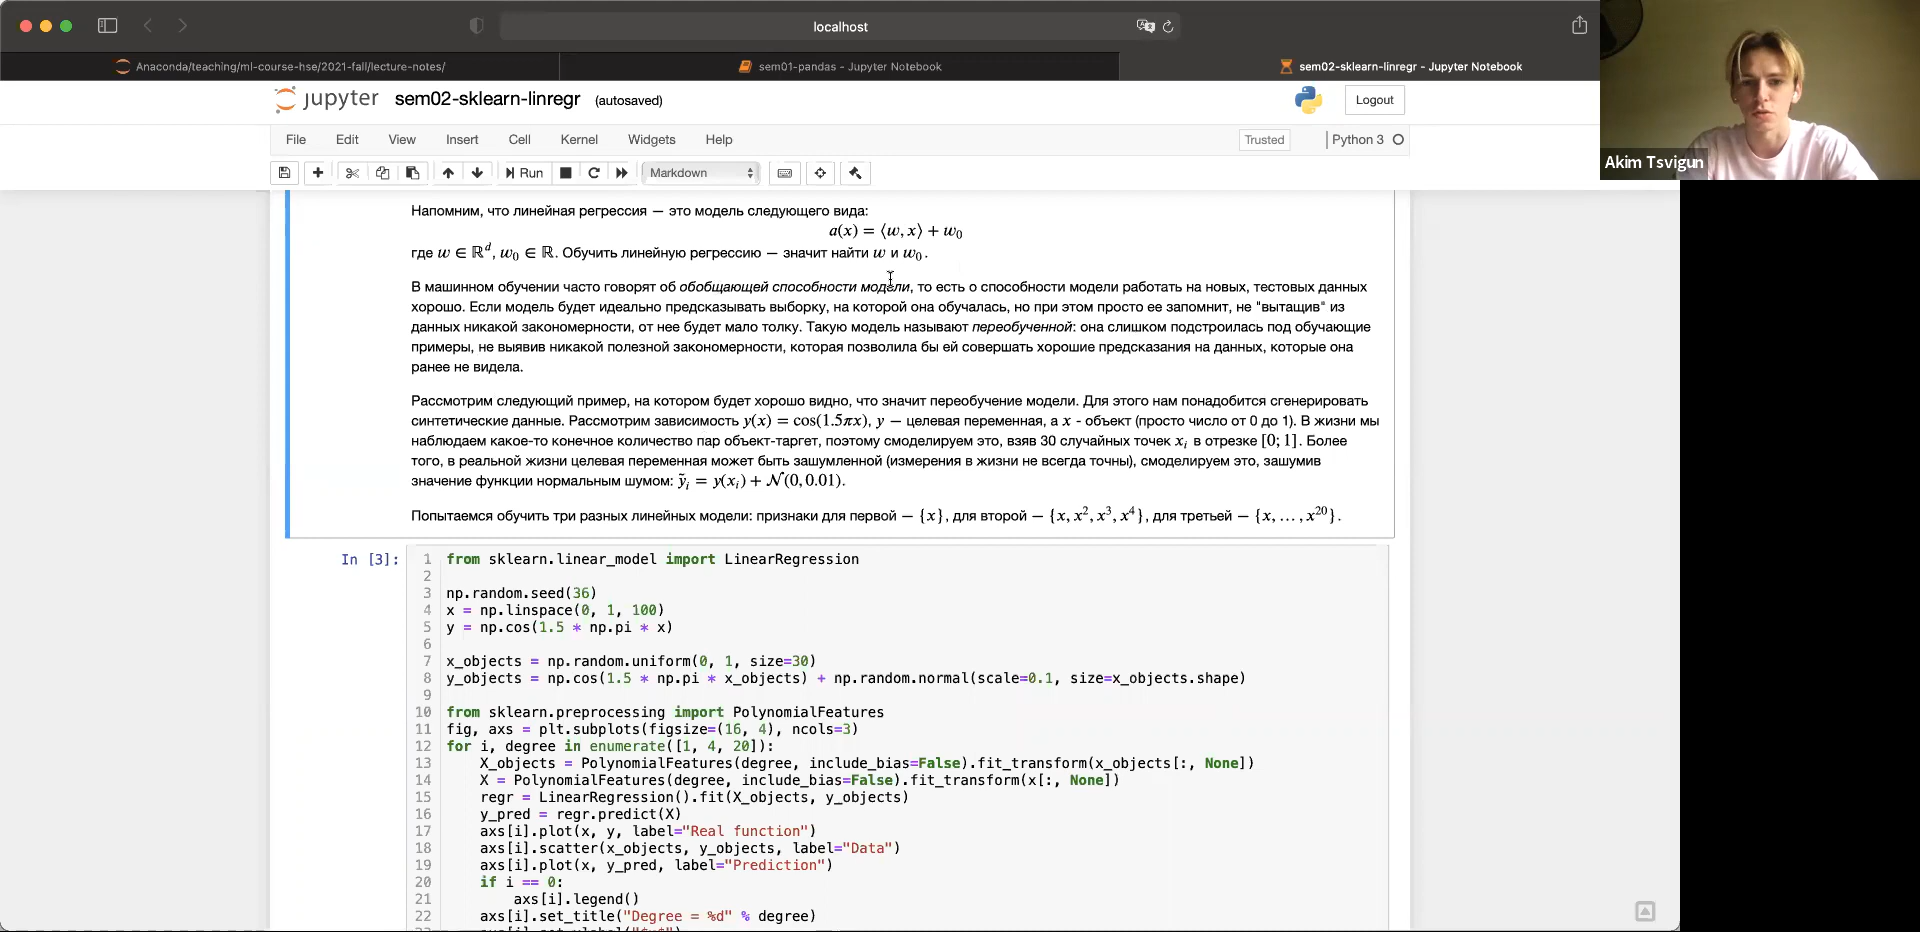 localhost
Anaconda/teaching/ml-course-hse/2021-fall/lecture-notes/
sem01-pandas - Jupyter Notebook
sem02-sklearn-linregr - Jupyter Notebook
jupyter sem02-sklearn-linregr (autosaved)
Logout
File Edit View Insert Cell Kernel Widgets Help
Trusted
Python 3
Run
Markdown
Akim Tsvigun
Напомним, что линейная регрессия — это модель следующего вида:
a(x) = ⟨w, x⟩ + w₀
где w ∈ ℝᵈ, w₀ ∈ ℝ. Обучить линейную регрессию — значит найти w и w₀.
В машинном обучении часто говорят об обобщающей способности модели, то есть о способности модели работать на новых, тестовых данных
хорошо. Если модель будет идеально предсказывать выборку, на которой она обучалась, но при этом просто ее запомнит, не "вытащив" из
данных никакой закономерности, от нее будет мало толку. Такую модель называют переобученной: она слишком подстроилась под обучающие
примеры, не выявив никакой полезной закономерности, которая позволила бы ей совершать хорошие предсказания на данных, которые она
ранее не видела.
Рассмотрим следующий пример, на котором будет хорошо видно, что значит переобучение модели. Для этого нам понадобится сгенерировать
синтетические данные. Рассмотрим зависимость y(x) = cos(1.5πx), y — целевая переменная, а x - объект (просто число от 0 до 1). В жизни мы
наблюдаем какое-то конечное количество пар объект-таргет, поэтому смоделируем это, взяв 30 случайных точек xᵢ в отрезке [0; 1]. Более
того, в реальной жизни целевая переменная может быть зашумленной (измерения в жизни не всегда точны), смоделируем это, зашумив
значение функции нормальным шумом: ỹᵢ = y(xᵢ) + 𝒩(0, 0.01).
Попытаемся обучить три разных линейных модели: признаки для первой — {x}, для второй — {x, x², x³, x⁴}, для третьей — {x, …, x²⁰}.
In [3]:
1 from sklearn.linear_model import LinearRegression
2
3 np.random.seed(36)
4 x = np.linspace(0, 1, 100)
5 y = np.cos(1.5 * np.pi * x)
6
7 x_objects = np.random.uniform(0, 1, size=30)
8 y_objects = np.cos(1.5 * np.pi * x_objects) + np.random.normal(scale=0.1, size=x_objects.shape)
9
10 from sklearn.preprocessing import PolynomialFeatures
11 fig, axs = plt.subplots(figsize=(16, 4), ncols=3)
12 for i, degree in enumerate([1, 4, 20]):
13     X_objects = PolynomialFeatures(degree, include_bias=False).fit_transform(x_objects[:, None])
14     X = PolynomialFeatures(degree, include_bias=False).fit_transform(x[:, None])
15     regr = LinearRegression().fit(X_objects, y_objects)
16     y_pred = regr.predict(X)
17     axs[i].plot(x, y, label="Real function")
18     axs[i].scatter(x_objects, y_objects, label="Data")
19     axs[i].plot(x, y_pred, label="Prediction")
20     if i == 0:
21         axs[i].legend()
22     axs[i].set_title("Degree = %d" % degree)